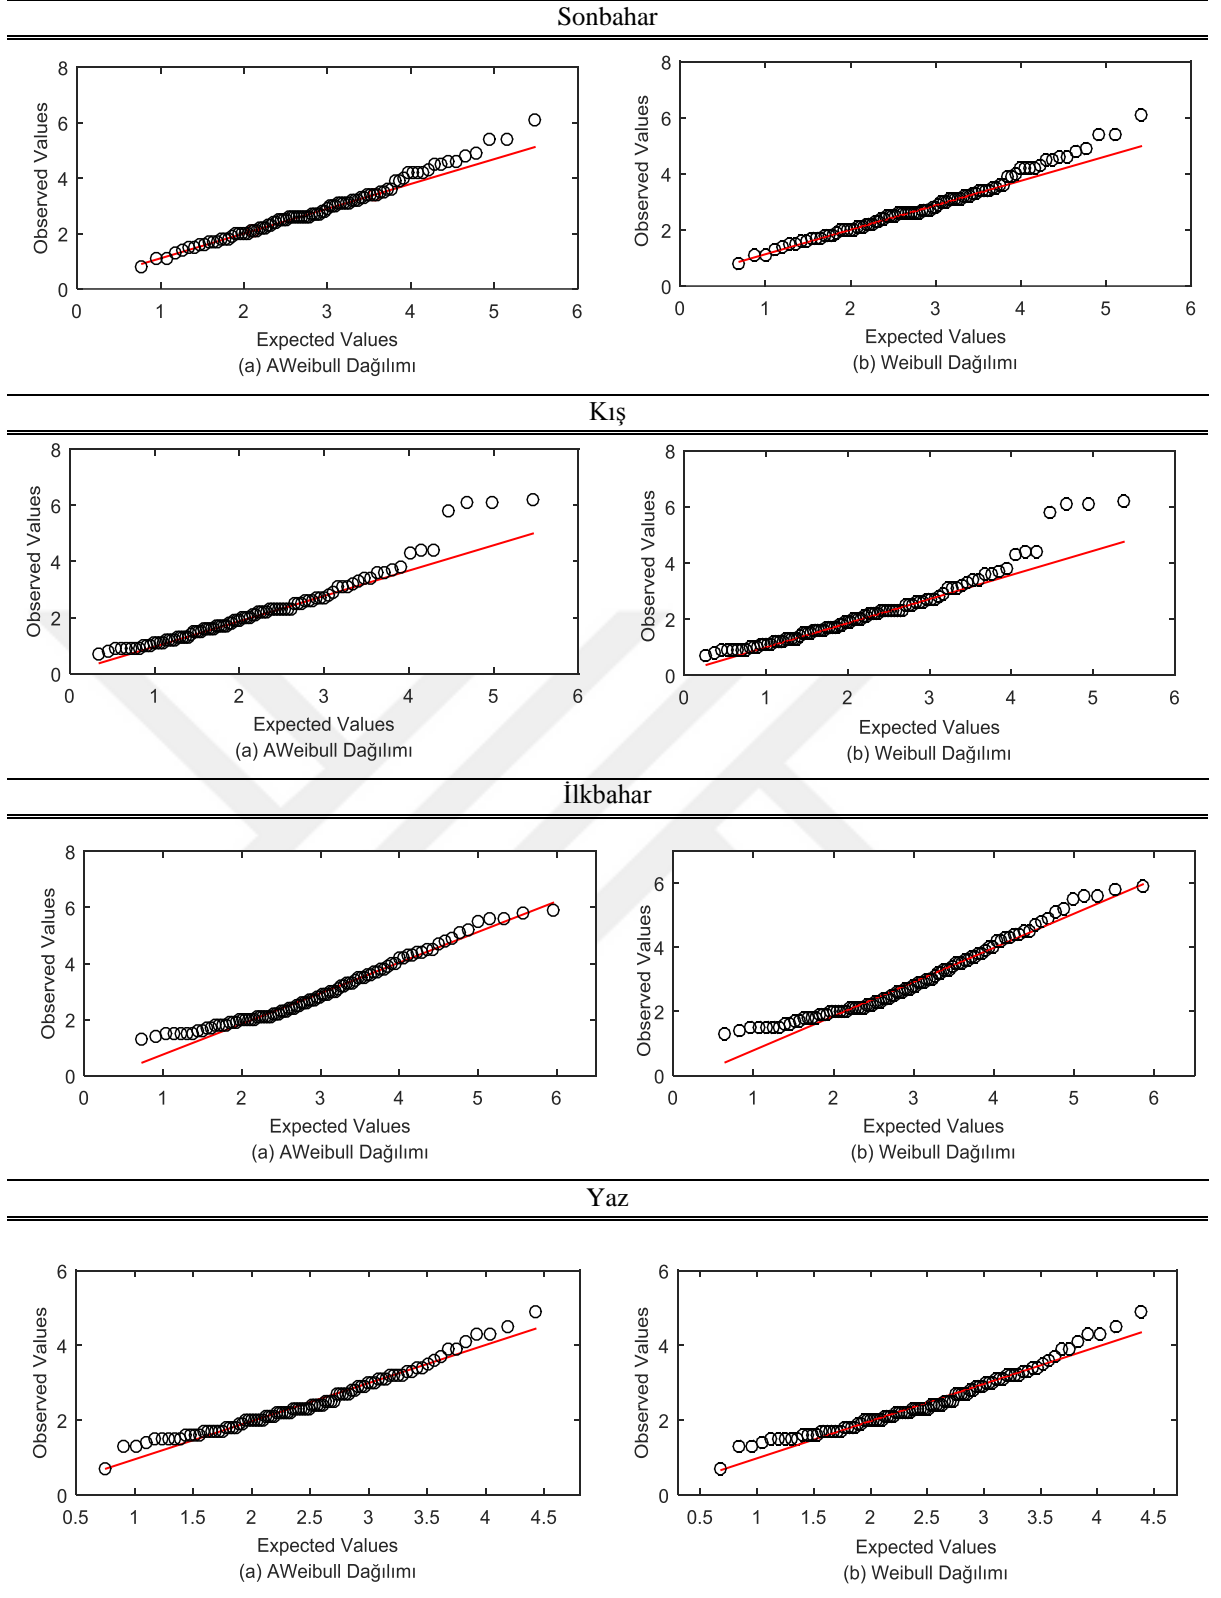 Sonbahar
8
6
4
2
0
0 1 2 3 4 5 6
Observed Values
Expected Values
(a) AWeibull Dağılımı
8
6
4
2
0
0 1 2 3 4 5 6
Observed Values
Expected Values
(b) Weibull Dağılımı
Kış
8
6
4
2
0
0 1 2 3 4 5 6
Observed Values
Expected Values
(a) AWeibull Dağılımı
8
6
4
2
0
0 1 2 3 4 5 6
Observed Values
Expected Values
(b) Weibull Dağılımı
İlkbahar
8
6
4
2
0
0 1 2 3 4 5 6
Observed Values
Expected Values
(a) AWeibull Dağılımı
6
4
2
0
0 1 2 3 4 5 6
Observed Values
Expected Values
(b) Weibull Dağılımı
Yaz
6
4
2
0
0.5 1 1.5 2 2.5 3 3.5 4 4.5
Observed Values
Expected Values
(a) AWeibull Dağılımı
6
4
2
0
0.5 1 1.5 2 2.5 3 3.5 4 4.5
Observed Values
Expected Values
(b) Weibull Dağılımı